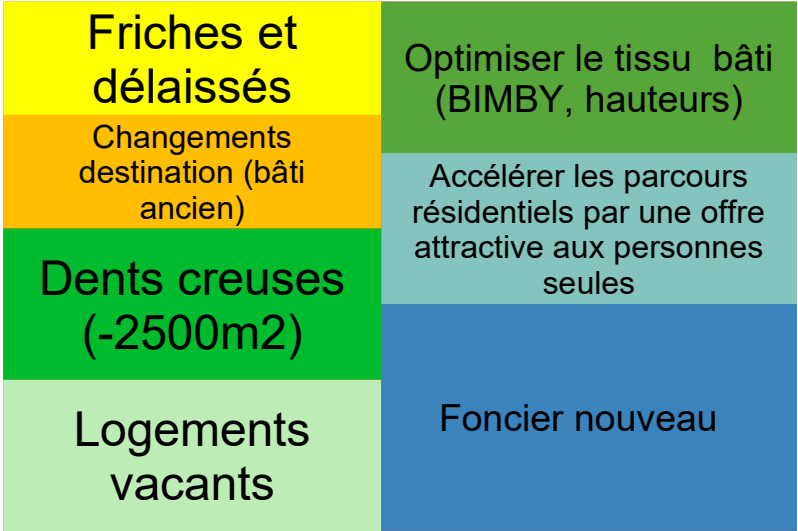 Friches et
délaissés
Changements
destination (bâti
ancien)
Dents creuses
(-2500m2)
Logements
vacants
Optimiser le tissu  bâti
(BIMBY, hauteurs)
Accélérer les parcours
résidentiels par une offre
attractive aux personnes
seules
Foncier nouveau